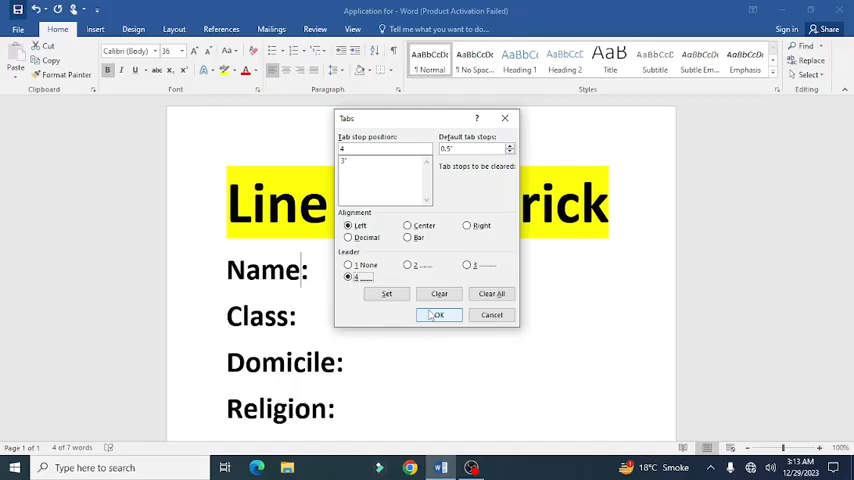 Application for - Word (Product Activation Failed)
File Home Insert Design Layout References Mailings Review View Tell me what you want to do... Sign in Share
Paste Cut Copy Format Painter
Calibri (Body) 36
AaBbCcDc AaBbCcDc AaBbC AaBbCc AaB AaBbCcD AaBbCcDc
Normal No Spac... Heading 1 Heading 2 Title Subtitle Subtle Em... Emphasis
Find Replace Select
Clipboard Font Paragraph Styles Editing
Tabs ?
Tab stop position: Default tab stops:
4 0.5"
3" Tab stops to be cleared:
Alignment
Left Center Right
Decimal Bar
Leader
1 None 2 ....... 3 -------
4 ___
Set Clear Clear All
OK Cancel
Line rick
Name:
Class:
Domicile:
Religion:
Page 1 of 1 4 of 7 words 100%
Type here to search 18°C Smoke 3:13 AM
12/29/2023